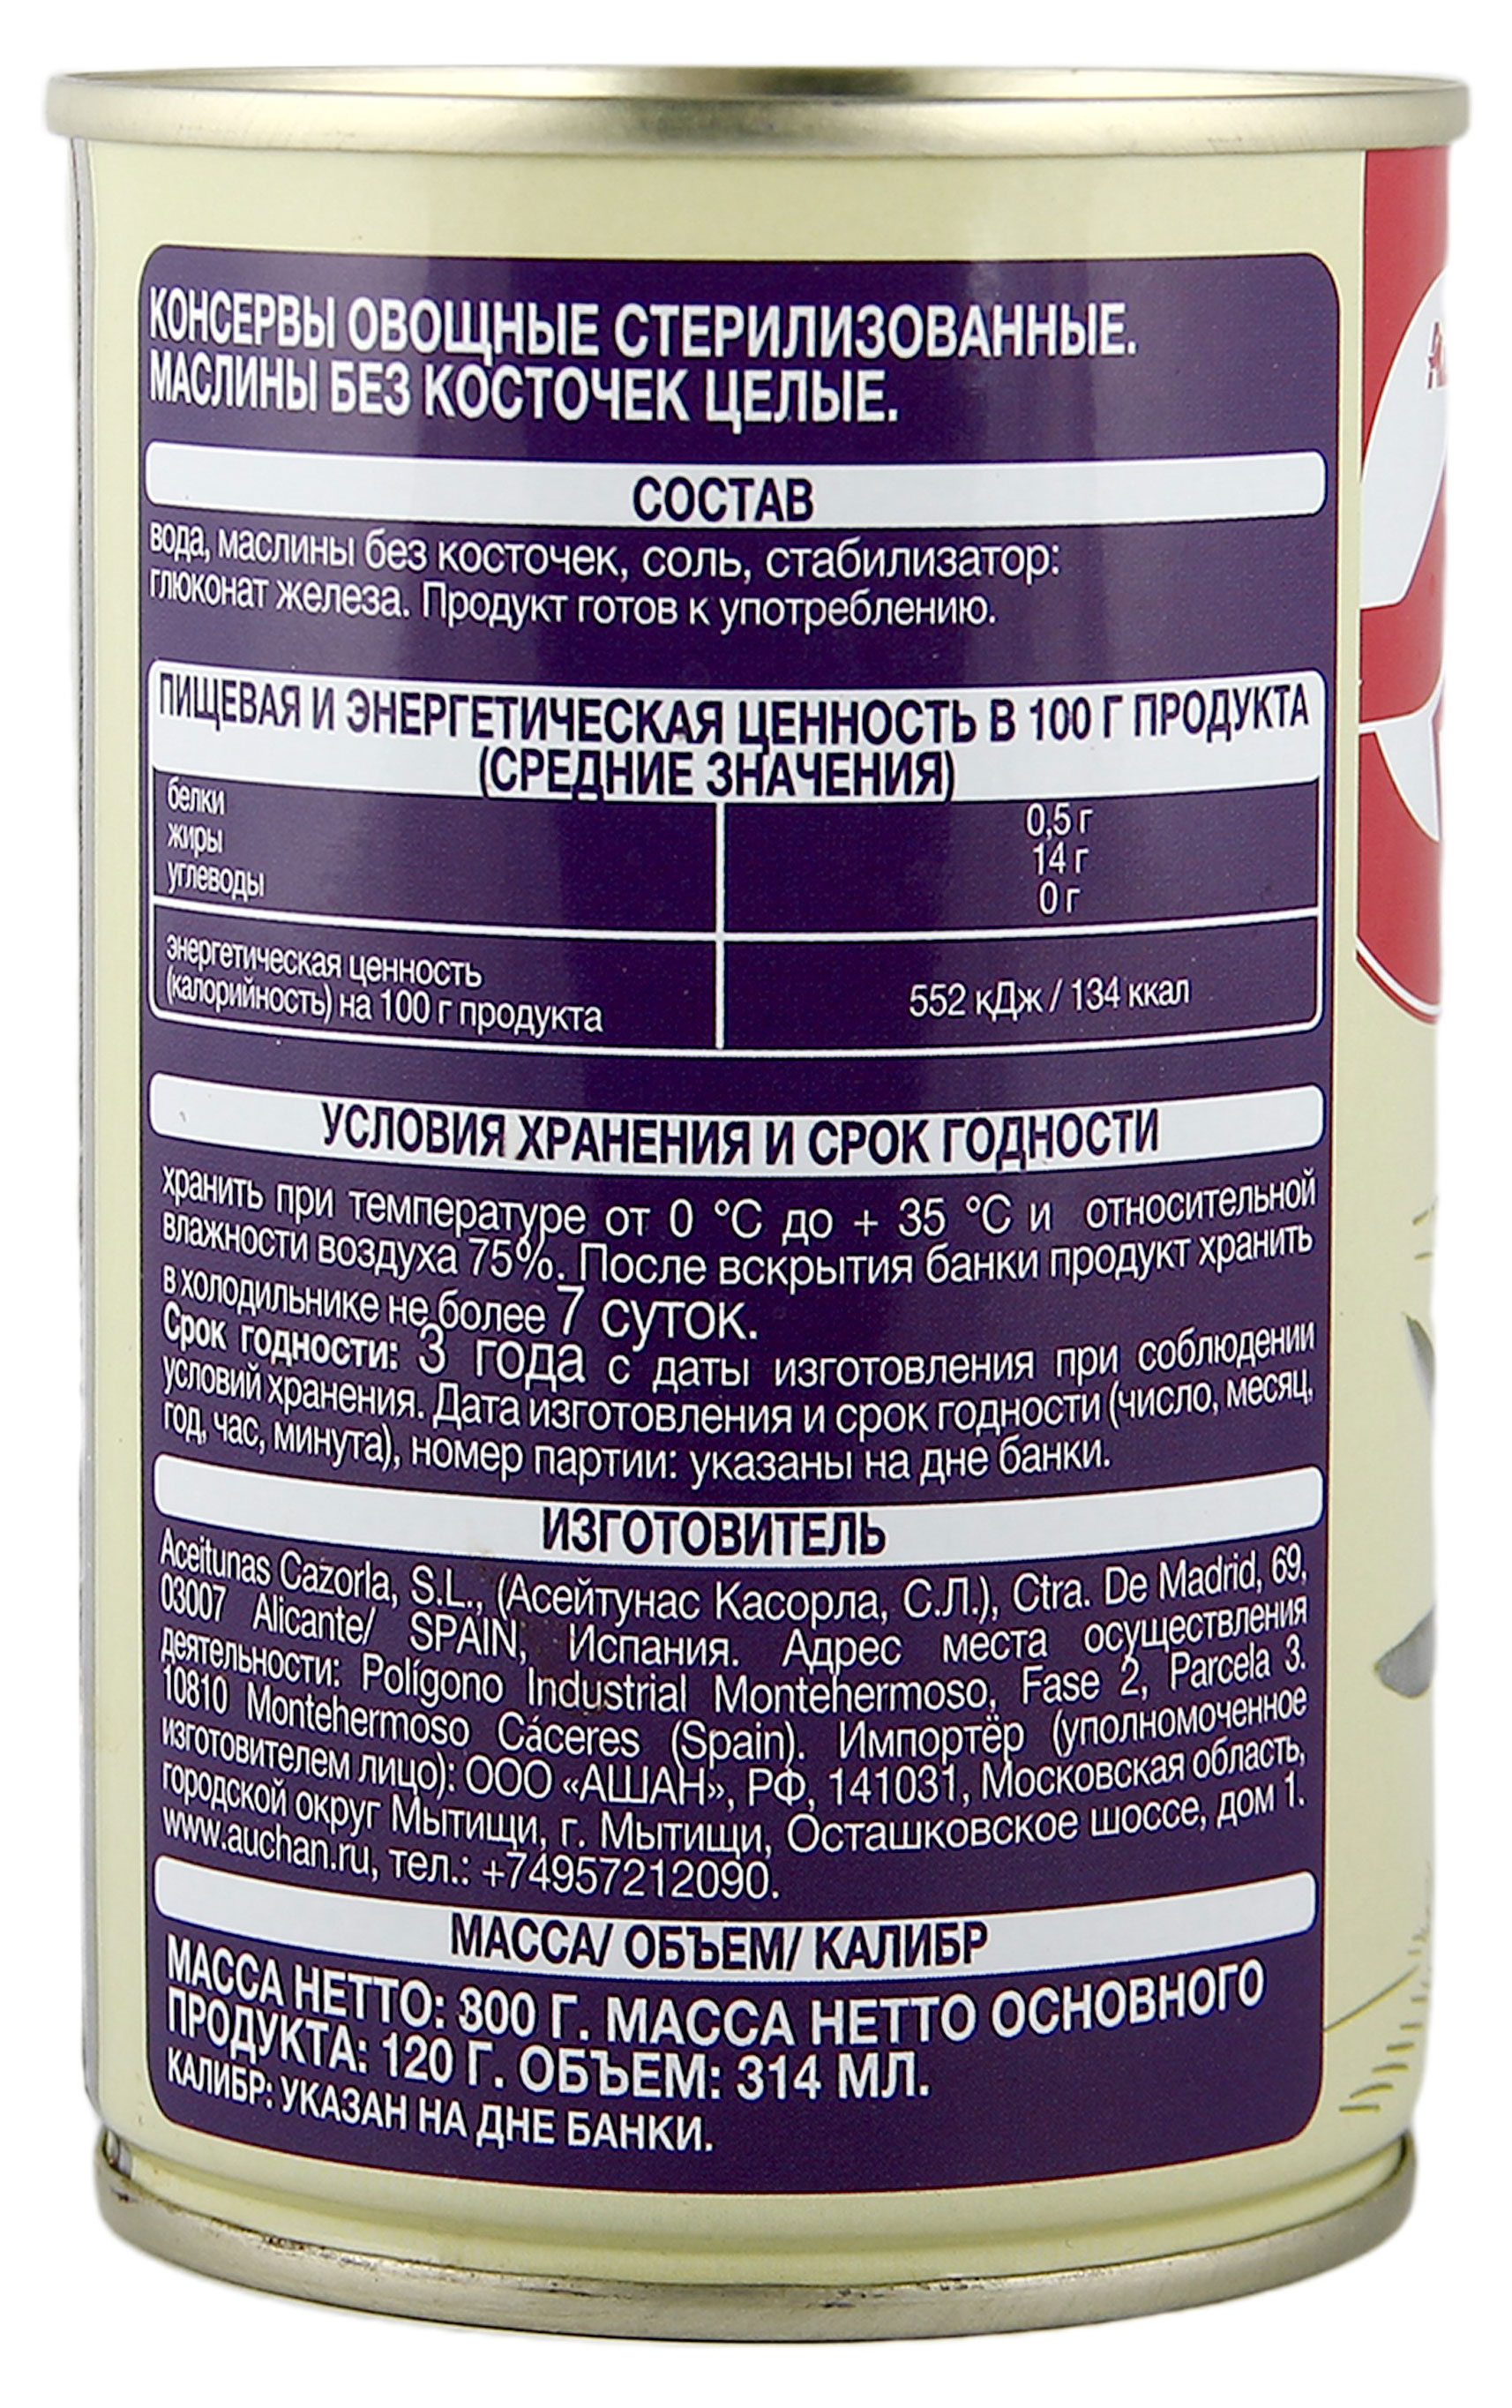 КОНСЕРВЫ ОВОЩНЫЕ СТЕРИЛИЗОВАННЫЕ.
МАСЛИНЫ БЕЗ КОСТОЧЕК ЦЕЛЫЕ.
СОСТАВ
вода, маслины без косточек, соль, стабилизатор:
глюконат железа. Продукт готов к употреблению.
ПИЩЕВАЯ И ЭНЕРГЕТИЧЕСКАЯ ЦЕННОСТЬ В 100 Г ПРОДУКТА
(СРЕДНИЕ ЗНАЧЕНИЯ)
белки 0,5 г
жиры 14 г
углеводы 0 г
энергетическая ценность
(калорийность) на 100 г продукта 552 кДж / 134 ккал
УСЛОВИЯ ХРАНЕНИЯ И СРОК ГОДНОСТИ
хранить при температуре от 0 °С до + 35 °С и относительной
влажности воздуха 75%. После вскрытия банки продукт хранить
в холодильнике не более 7 суток.
Срок годности: 3 года с даты изготовления при соблюдении
условий хранения. Дата изготовления и срок годности (число, месяц,
год, час, минута), номер партии: указаны на дне банки.
ИЗГОТОВИТЕЛЬ
Aceitunas Cazorla, S.L., (Асейтунас Касорла, С.Л.), Ctra. De Madrid, 69,
03007 Alicante/ SPAIN, Испания. Адрес места осуществления
деятельности: Polígono Industrial Montehermoso, Fase 2, Parcela 3.
10810 Montehermoso Cáceres (Spain). Импортёр (уполномоченное
изготовителем лицо): ООО «АШАН», РФ, 141031, Московская область,
городской округ Мытищи, г. Мытищи, Осташковское шоссе, дом 1.
www.auchan.ru, тел.: +74957212090.
МАССА/ ОБЪЕМ/ КАЛИБР
МАССА НЕТТО: 300 Г. МАССА НЕТТО ОСНОВНОГО
ПРОДУКТА: 120 Г. ОБЪЕМ: 314 МЛ.
КАЛИБР: УКАЗАН НА ДНЕ БАНКИ.